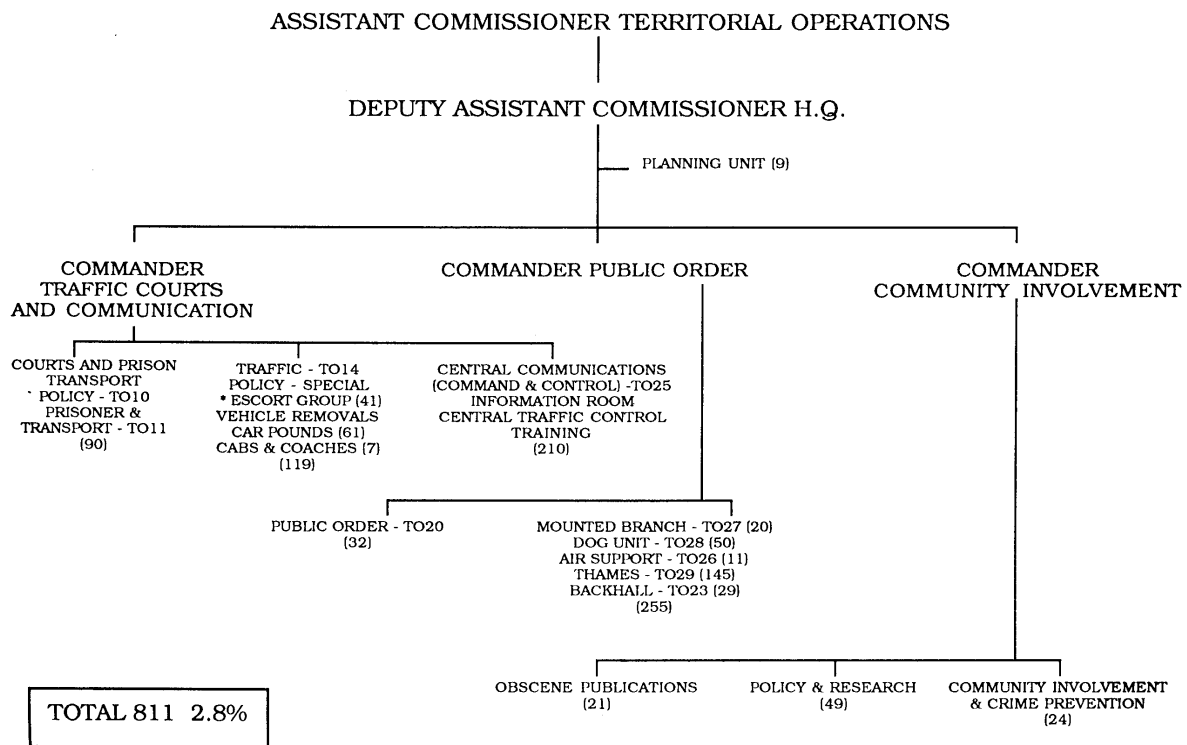 ASSISTANT COMMISSIONER TERRITORIAL OPERATIONS
DEPUTY ASSISTANT COMMISSIONER H.Q.
PLANNING UNIT (9)
COMMANDER
TRAFFIC COURTS
AND COMMUNICATION
COMMANDER PUBLIC ORDER
COMMANDER
COMMUNITY INVOLVEMENT
COURTS AND PRISON
TRANSPORT
POLICY - TO10
PRISONER &
TRANSPORT - TO11
(90)
TRAFFIC - TO14
POLICY - SPECIAL
* ESCORT GROUP (41)
VEHICLE REMOVALS
CAR POUNDS (61)
CABS & COACHES (7)
(119)
CENTRAL COMMUNICATIONS
(COMMAND & CONTROL) -TO25
INFORMATION ROOM
CENTRAL TRAFFIC CONTROL
TRAINING
(210)
PUBLIC ORDER - TO20
(32)
MOUNTED BRANCH - TO27 (20)
DOG UNIT - TO28 (50)
AIR SUPPORT - TO26 (11)
THAMES - TO29 (145)
BACKHALL - TO23 (29)
(255)
OBSCENE PUBLICATIONS
(21)
POLICY & RESEARCH
(49)
COMMUNITY INVOLVEMENT
& CRIME PREVENTION
(24)
TOTAL 811 2.8%